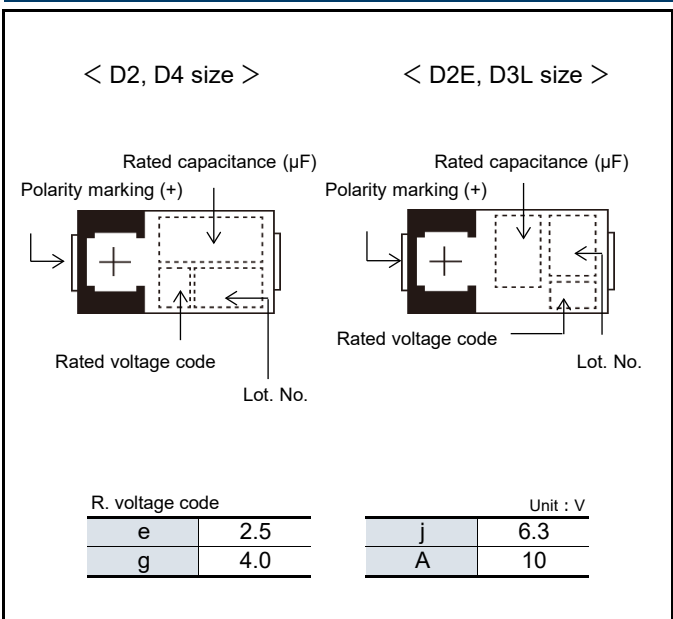 < D2, D4 size >
< D2E, D3L size >
Rated capacitance (µF)
Polarity marking (+)
Rated voltage code
Lot. No.
Rated capacitance (µF)
Polarity marking (+)
Rated voltage code
Lot. No.
R. voltage code
Unit : V
e 2.5 j 6.3
g 4.0 A 10